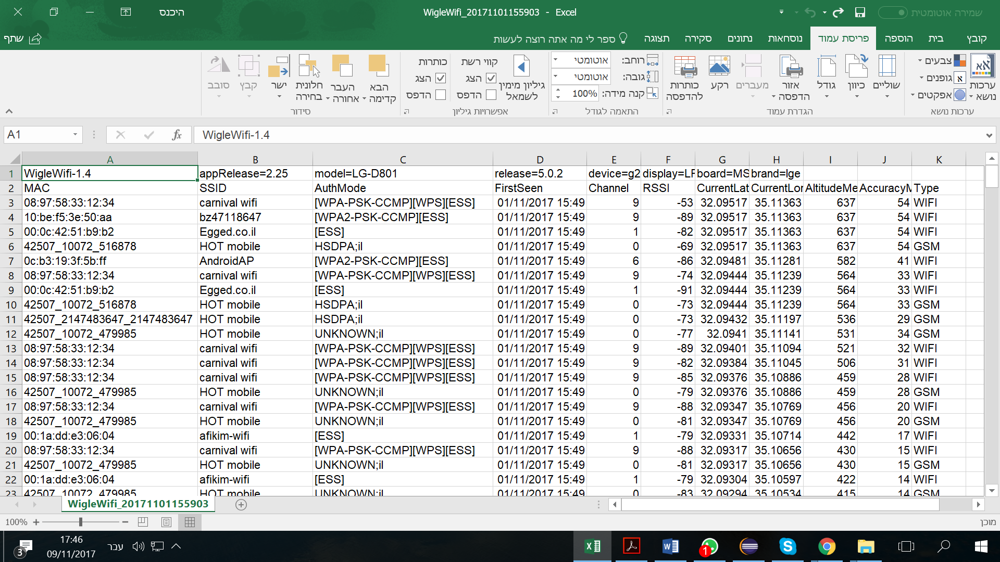 WigleWifi_20171101155903 - Excel
היכנס
שמירה אוטומטית
קובץ
בית
הוספה
פריסת עמוד
נוסחאות
נתונים
סקירה
תצוגה
ספר לי מה אתה רוצה לעשות
שתף
ערכות נושא
צבעים
גופנים
אפקטים
ערכות נושא
שוליים
כיוון
גודל
אזור הדפסה
מעברים
רקע
כותרות להדפסה
הגדרת עמוד
רוחב: אוטומטי
גובה: אוטומטי
קנה מידה: 100%
התאמה לגודל
גיליון מימין לשמאל
קווי רשת
הצג
הדפס
כותרות
הצג
הדפס
אפשרויות גיליון
הבא קדימה
העבר אחורה
חלונית בחירה
ישר
קבץ
סובב
סידור
A1
fx
WigleWifi-1.4
A B C D E F G H I J K
1 WigleWifi-1.4 appRelease=2.25 model=LG-D801 release=5.0.2 device=g2 display=LR board=MS brand=lge
2 MAC SSID AuthMode FirstSeen Channel RSSI CurrentLat CurrentLon AltitudeMe AccuracyM Type
3 08:97:58:33:12:34 carnival wifi [WPA-PSK-CCMP][WPS][ESS] 01/11/2017 15:49 9 -53 32.09517 35.11363 637 54 WIFI
4 10:be:f5:3e:50:aa bz47118647 [WPA2-PSK-CCMP][ESS] 01/11/2017 15:49 9 -89 32.09517 35.11363 637 54 WIFI
5 00:0c:42:51:b9:b2 Egged.co.il [ESS] 01/11/2017 15:49 1 -82 32.09517 35.11363 637 54 WIFI
6 42507_10072_516878 HOT mobile HSDPA;il 01/11/2017 15:49 0 -69 32.09517 35.11363 637 54 GSM
7 0c:b3:19:3f:5b:ff AndroidAP [WPA2-PSK-CCMP][ESS] 01/11/2017 15:49 6 -86 32.09481 35.11281 582 41 WIFI
8 08:97:58:33:12:34 carnival wifi [WPA-PSK-CCMP][WPS][ESS] 01/11/2017 15:49 9 -74 32.09444 35.11239 564 33 WIFI
9 00:0c:42:51:b9:b2 Egged.co.il [ESS] 01/11/2017 15:49 1 -91 32.09444 35.11239 564 33 WIFI
10 42507_10072_516878 HOT mobile HSDPA;il 01/11/2017 15:49 0 -73 32.09444 35.11239 564 33 GSM
11 42507_2147483647_2147483647 HOT mobile HSDPA;il 01/11/2017 15:49 0 -73 32.09432 35.11197 536 29 GSM
12 42507_10072_479985 HOT mobile UNKNOWN;il 01/11/2017 15:49 0 -77 32.0941 35.11141 531 34 GSM
13 08:97:58:33:12:34 carnival wifi [WPA-PSK-CCMP][WPS][ESS] 01/11/2017 15:49 9 -89 32.09401 35.11094 521 32 WIFI
14 08:97:58:33:12:34 carnival wifi [WPA-PSK-CCMP][WPS][ESS] 01/11/2017 15:49 9 -82 32.09384 35.11045 506 31 WIFI
15 08:97:58:33:12:34 carnival wifi [WPA-PSK-CCMP][WPS][ESS] 01/11/2017 15:49 9 -85 32.09376 35.10886 459 28 WIFI
16 42507_10072_479985 HOT mobile UNKNOWN;il 01/11/2017 15:49 0 -79 32.09376 35.10886 459 28 GSM
17 08:97:58:33:12:34 carnival wifi [WPA-PSK-CCMP][WPS][ESS] 01/11/2017 15:49 9 -88 32.09347 35.10769 456 20 WIFI
18 42507_10072_479985 HOT mobile UNKNOWN;il 01/11/2017 15:49 0 -81 32.09347 35.10769 456 20 GSM
19 00:1a:dd:e3:06:04 afikim-wifi [ESS] 01/11/2017 15:49 1 -79 32.09331 35.10714 442 17 WIFI
20 08:97:58:33:12:34 carnival wifi [WPA-PSK-CCMP][WPS][ESS] 01/11/2017 15:49 9 -88 32.09317 35.10656 430 15 WIFI
21 42507_10072_479985 HOT mobile UNKNOWN;il 01/11/2017 15:49 0 -81 32.09317 35.10656 430 15 GSM
22 00:1a:dd:e3:06:04 afikim-wifi [ESS] 01/11/2017 15:49 1 -79 32.09304 35.10597 422 14 WIFI
23 42507_10072_479985 HOT mobile UNKNOWN;il 01/11/2017 15:49 0 -83 32.09294 35.10534 415 14 GSM
WigleWifi_20171101155903
100%
מוכן
17:46
09/11/2017
עבר
3
1